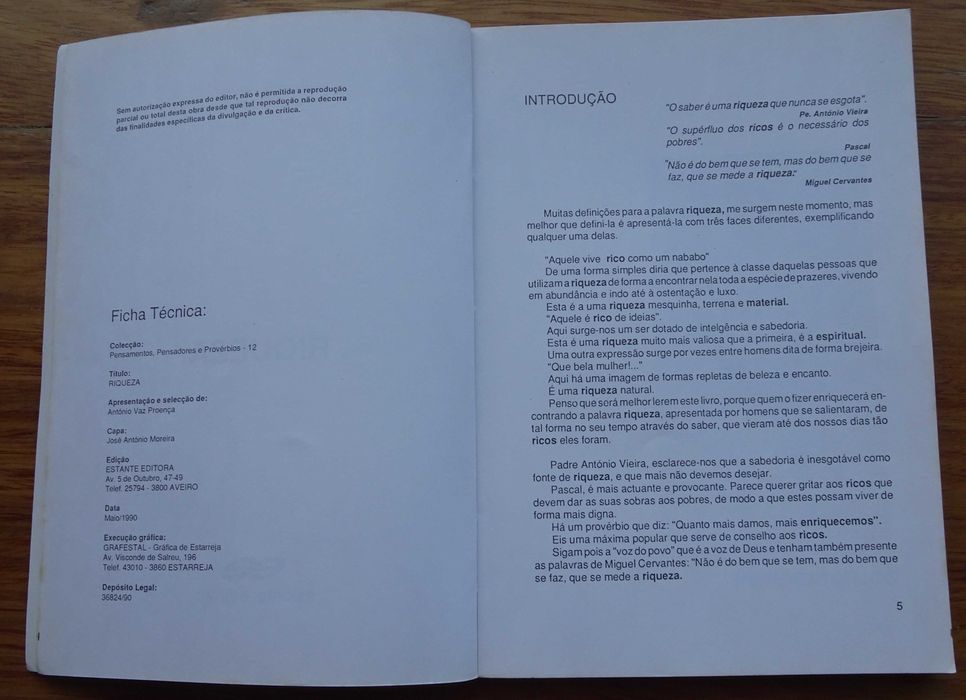 Sem autorização expressa do editor, não é permitida a reprodução
parcial ou total desta obra desde que tal reprodução não decorra
das finalidades específicas da divulgação e da crítica.
Ficha Técnica:
Colecção:
Pensamentos, Pensadores e Provérbios - 12
Título:
RIQUEZA
Apresentação e selecção de:
António Vaz Proença
Capa:
José António Moreira
Edição
ESTANTE EDITORA
Av. 5 de Outubro, 47-49
Telef. 25794 - 3800 AVEIRO
Data
Maio/1990
Execução gráfica:
GRAFESTAL - Gráfica de Estarreja
Av. Visconde de Salreu, 196
Telef. 43010 - 3860 ESTARREJA
Depósito Legal:
36824/90
INTRODUÇÃO
"O saber é uma riqueza que nunca se esgota".
Pe. António Vieira
"O supérfluo dos ricos é o necessário dos
pobres".
Pascal
"Não é do bem que se tem, mas do bem que se
faz, que se mede a riqueza."
Miguel Cervantes
Muitas definições para a palavra riqueza, me surgem neste momento, mas
melhor que defini-la é apresentá-la com três faces diferentes, exemplificando
qualquer uma delas.
"Aquele vive rico como um nababo"
De uma forma simples diria que pertence à classe daquelas pessoas que
utilizam a riqueza de forma a encontrar nela toda a espécie de prazeres, vivendo
em abundância e indo até à ostentação e luxo.
Esta é a uma riqueza mesquinha, terrena e material.
"Aquele é rico de ideias".
Aqui surge-nos um ser dotado de intelgência e sabedoria.
Esta é uma riqueza muito mais valiosa que a primeira, é a espiritual.
Uma outra expressão surge por vezes entre homens dita de forma brejeira.
"Que bela mulher!..."
Aqui há uma imagem de formas repletas de beleza e encanto.
É uma riqueza natural.
Penso que será melhor lerem este livro, porque quem o fizer enriquecerá en-
contrando a palavra riqueza, apresentada por homens que se salientaram, de
tal forma no seu tempo através do saber, que vieram até dos nossos dias tão
ricos eles foram.
Padre António Vieira, esclarece-nos que a sabedoria é inesgotável como
fonte de riqueza, e que mais não devemos desejar.
Pascal, é mais actuante e provocante. Parece querer gritar aos ricos que
devem dar as suas sobras aos pobres, de modo a que estes possam viver de
forma mais digna.
Há um provérbio que diz: "Quanto mais damos, mais enriquecemos".
Eis uma máxima popular que serve de conselho aos ricos.
Sigam pois a "voz do povo" que é a voz de Deus e tenham também presente
as palavras de Miguel Cervantes: "Não é do bem que se tem, mas do bem que
se faz, que se mede a riqueza.
5